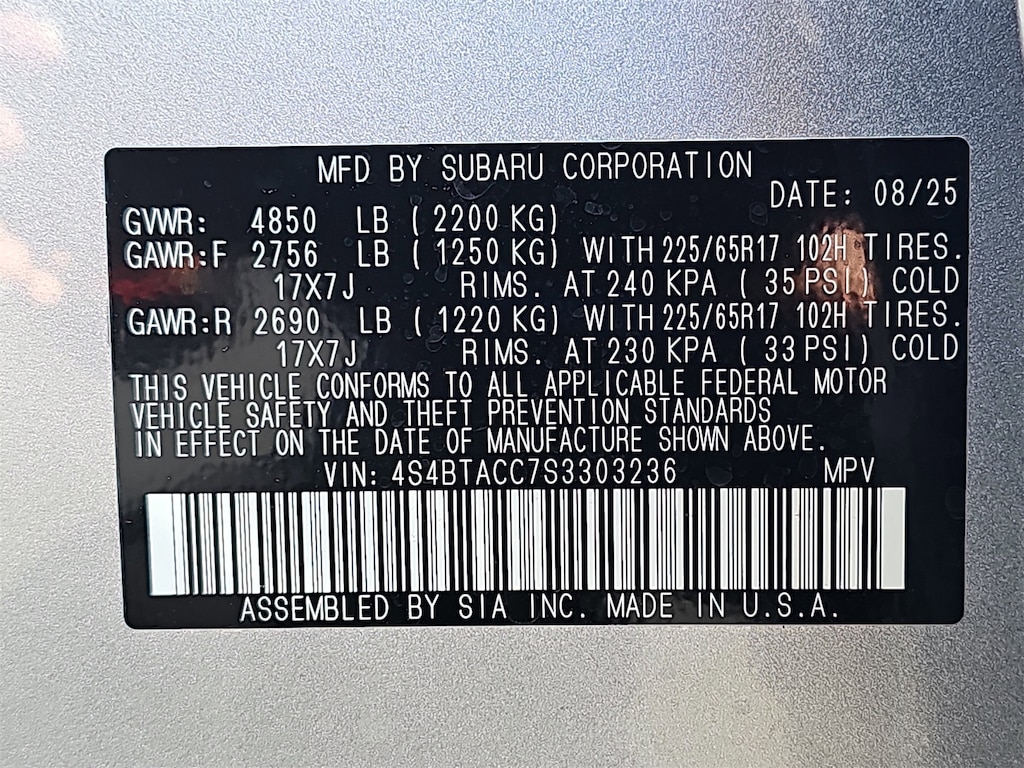 MFD BY SUBARU CORPORATION
DATE: 08/25
GVWR: 4850 LB (2200 KG)
GAWR:F 2756 LB (1250 KG) WITH 225/65R17 102H TIRES.
17X7J RIMS. AT 240 KPA (35 PSI) COLD
GAWR:R 2690 LB (1220 KG) WITH 225/65R17 102H TIRES.
17X7J RIMS. AT 230 KPA (33 PSI) COLD
THIS VEHICLE CONFORMS TO ALL APPLICABLE FEDERAL MOTOR
VEHICLE SAFETY AND THEFT PREVENTION STANDARDS
IN EFFECT ON THE DATE OF MANUFACTURE SHOWN ABOVE.
VIN: 4S4BTACC7S3303236 MPV
ASSEMBLED BY SIA INC. MADE IN U.S.A.